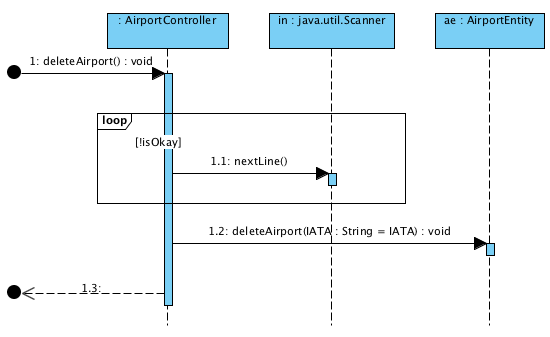 : AirportController
in : java.util.Scanner
ae : AirportEntity
1: deleteAirport() : void
loop
[!isOkay]
1.1: nextLine()
1.2: deleteAirport(IATA : String = IATA) : void
1.3: